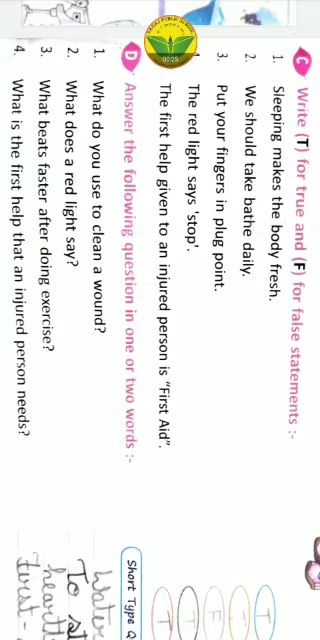 C Write (T) for true and (F) for false statements :-
1. Sleeping makes the body fresh. T
2. We should take bathe daily. T
3. Put your fingers in plug point. F
4. The red light says 'stop'. T
The first help given to an injured person is “First Aid”. T
Short Type Q
D Answer the following question in one or two words :-
1. What do you use to clean a wound? Water
2. What does a red light say? To st
3. What beats faster after doing exercise?
4. What is the first help that an injured person needs? First -